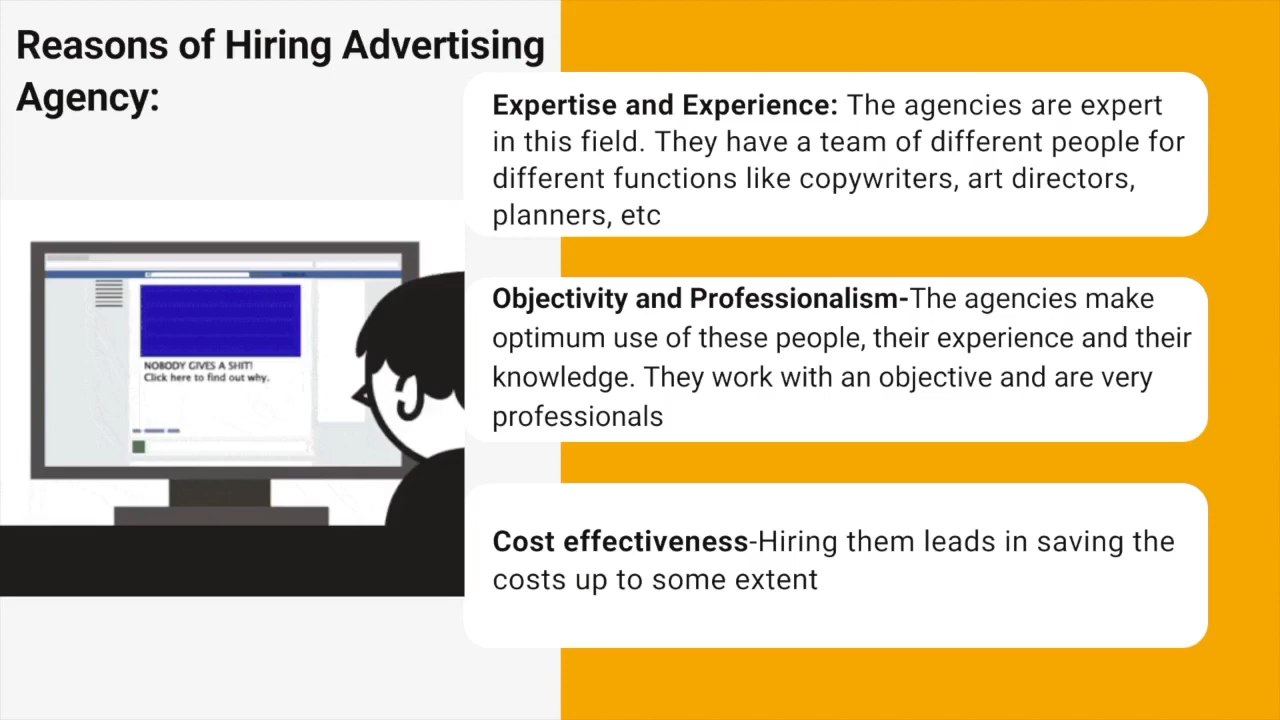 Reasons of Hiring Advertising
Agency:
Expertise and Experience: The agencies are expert
in this field. They have a team of different people for
different functions like copywriters, art directors,
planners, etc
NOBODY GIVES A SHIT!
Click here to find out why.
Objectivity and Professionalism-The agencies make
optimum use of these people, their experience and their
knowledge. They work with an objective and are very
professionals
Cost effectiveness-Hiring them leads in saving the
costs up to some extent